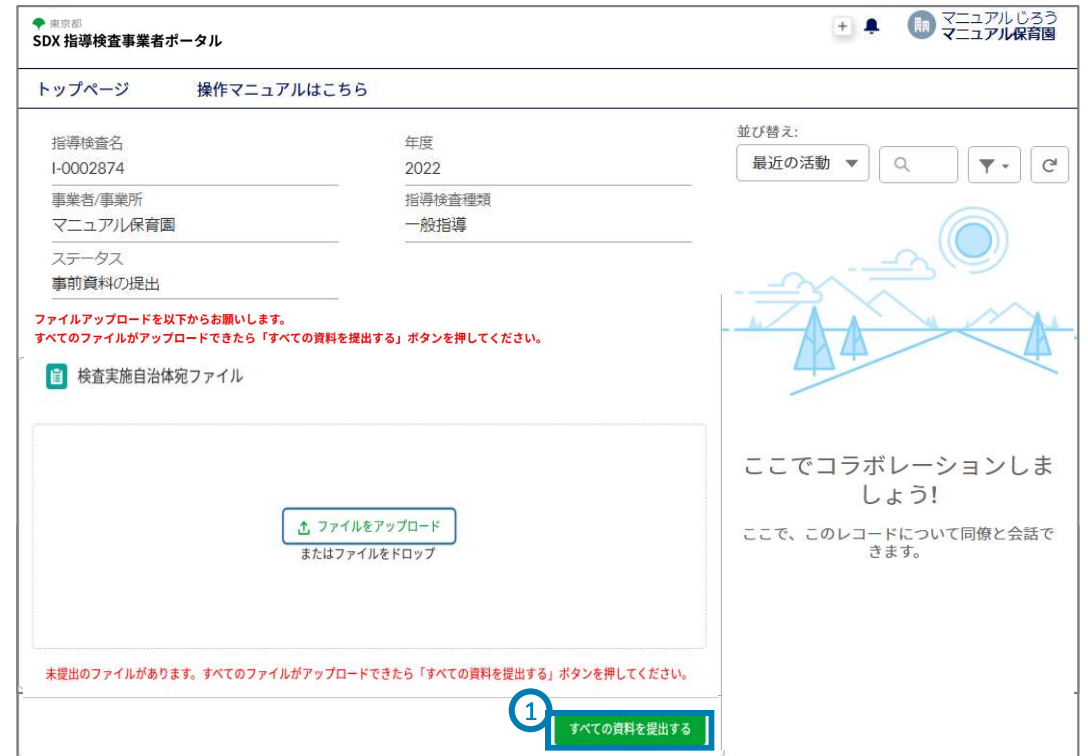 東京都
SDX 指導検査事業者ポータル
マニュアル じろう
マニュアル保育園
トップページ
操作マニュアルはこちら
指導検査名
I-0002874
年度
2022
事業者/事業所
マニュアル保育園
指導検査種類
一般指導
ステータス
事前資料の提出
ファイルアップロードを以下からお願いします。
すべてのファイルがアップロードできたら「すべての資料を提出する」ボタンを押してください。
検査実施自治体宛ファイル
ファイルをアップロード
またはファイルをドロップ
未提出のファイルがあります。すべてのファイルがアップロードできたら「すべての資料を提出する」ボタンを押してください。
1
すべての資料を提出する
並び替え:
最近の活動
ここでコラボレーションしま
しょう!
ここで、このレコードについて同僚と会話で
きます。